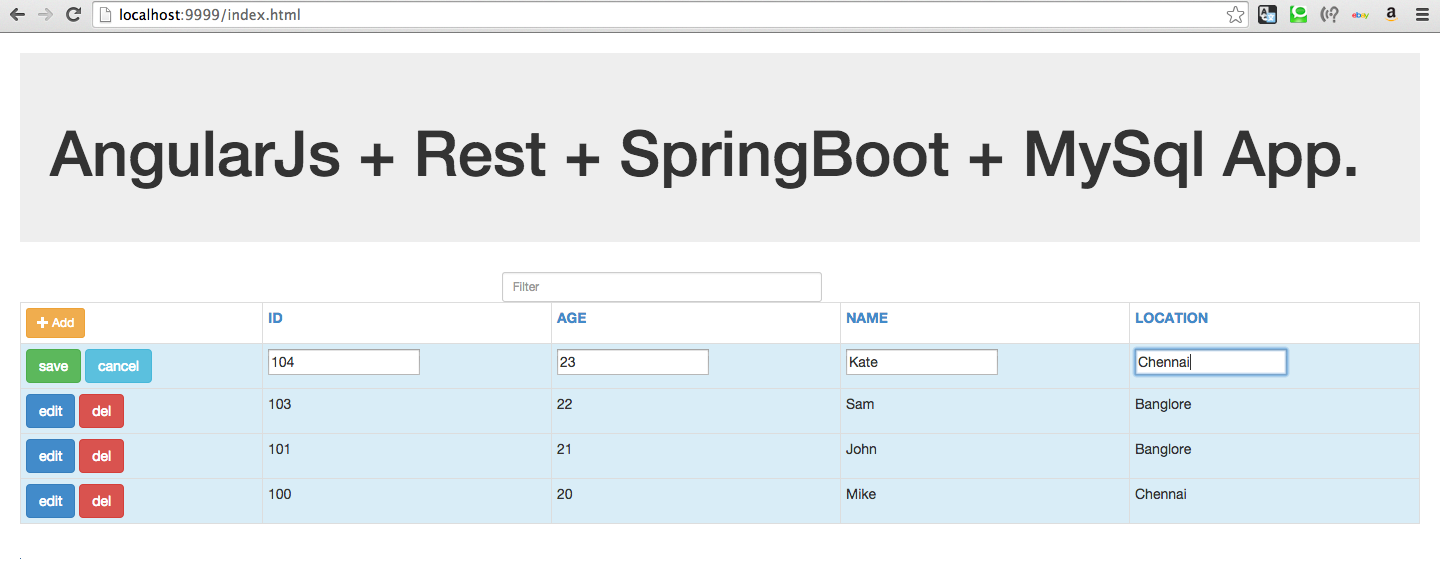 localhost:9999/index.html
ebay
a
AngularJs + Rest + SpringBoot + MySql App.
Filter
+ Add ID AGE NAME LOCATION
save cancel 104 23 Kate Chennai
edit del 103 22 Sam Banglore
edit del 101 21 John Banglore
edit del 100 20 Mike Chennai